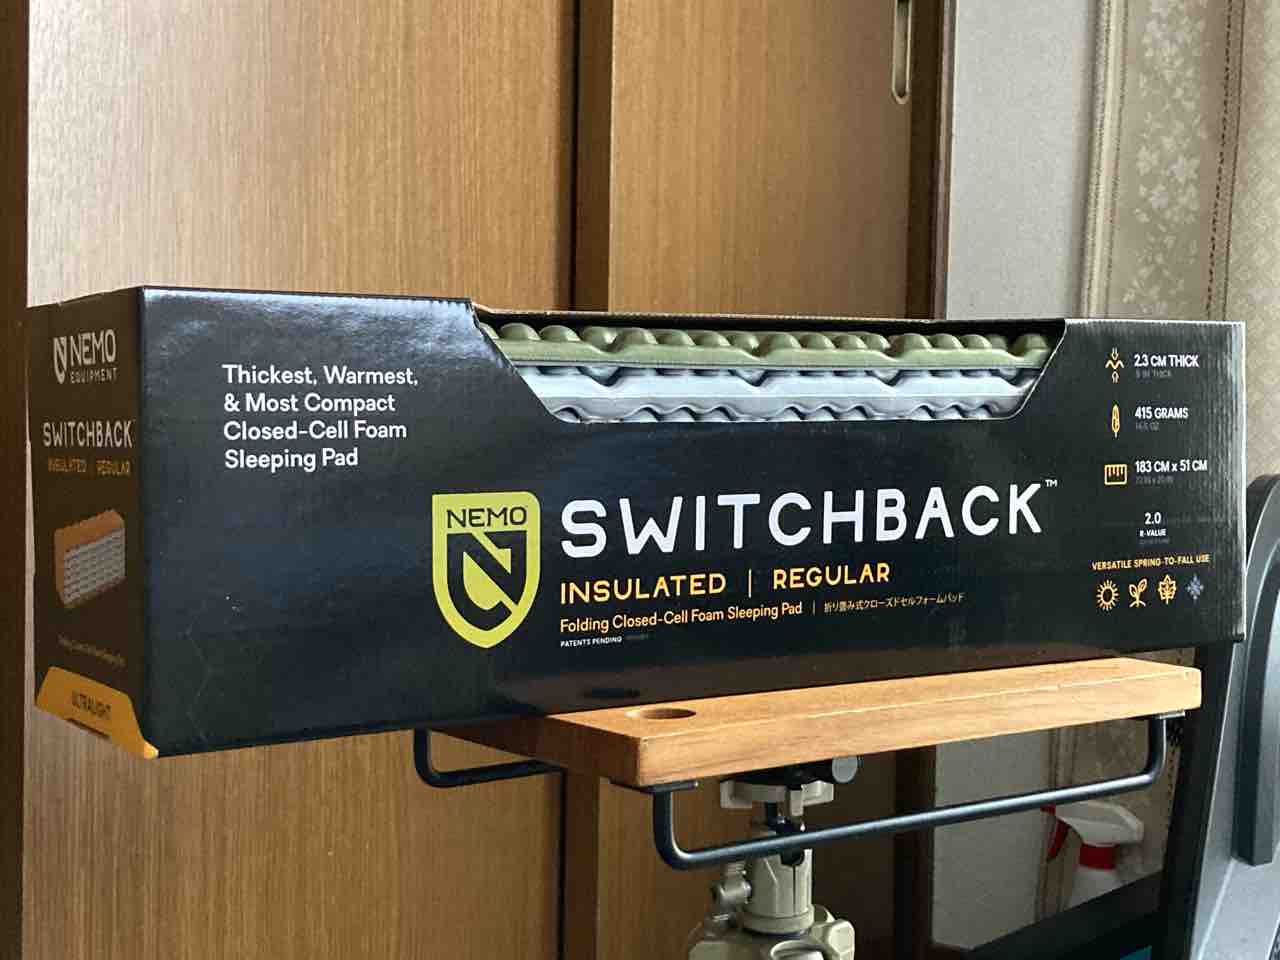 NEMO
EQUIPMENT
SWITCHBACK
INSULATED | REGULAR
ULTRALIGHT
Thickest, Warmest,
& Most Compact
Closed-Cell Foam
Sleeping Pad
NEMO
SWITCHBACK™
INSULATED | REGULAR
Folding Closed-Cell Foam Sleeping Pad | 折り畳み式クローズドセルフォームパッド
PATENTS PENDING
2.3 CM THICK
415 GRAMS
183 CM x 51 CM
2.0
R-VALUE
VERSATILE SPRING-TO-FALL USE